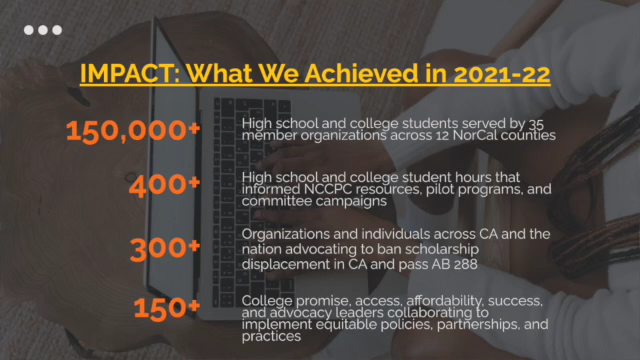 IMPACT: What We Achieved in 2021-22
150,000+
High school and college students served by 35
member organizations across 12 NorCal counties
400+
High school and college student hours that
informed NCCPC resources, pilot programs, and
committee campaigns
300+
Organizations and individuals across CA and the
nation advocating to ban scholarship
displacement in CA and pass AB 288
150+
College promise, access, affordability, success,
and advocacy leaders collaborating to
implement equitable policies, partnerships, and
practices